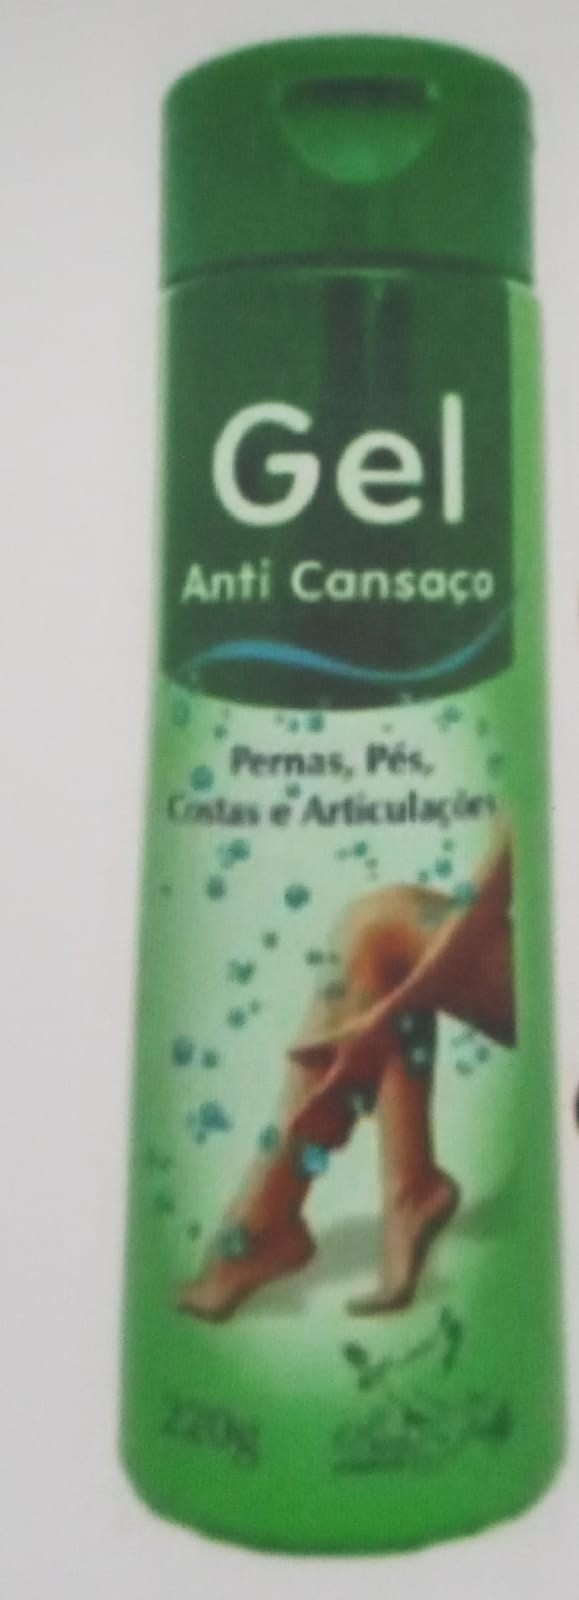 Gel
Anti Cansaço
Pernas, Pés,
Costas e Articulações
220g